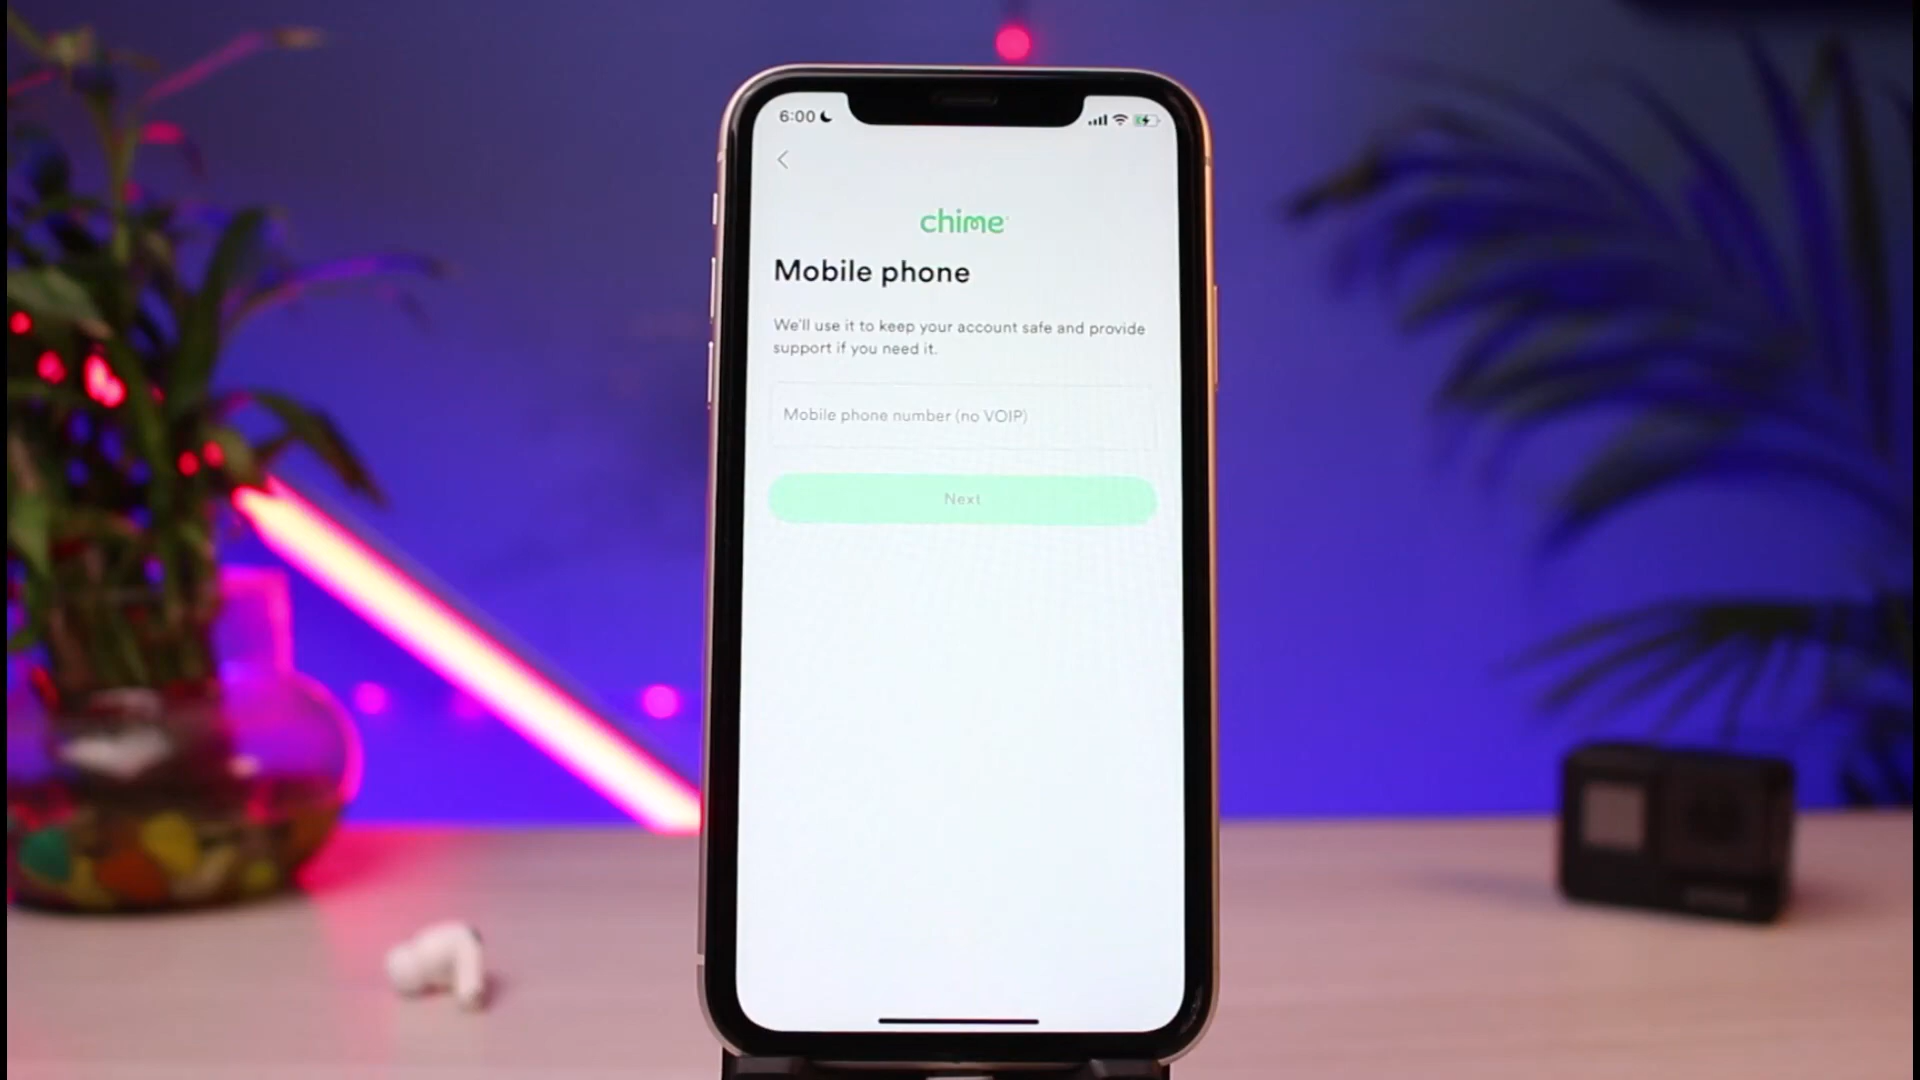 6:00
chime
Mobile phone
We'll use it to keep your account safe and provide
support if you need it.
Mobile phone number (no VOIP)
Next